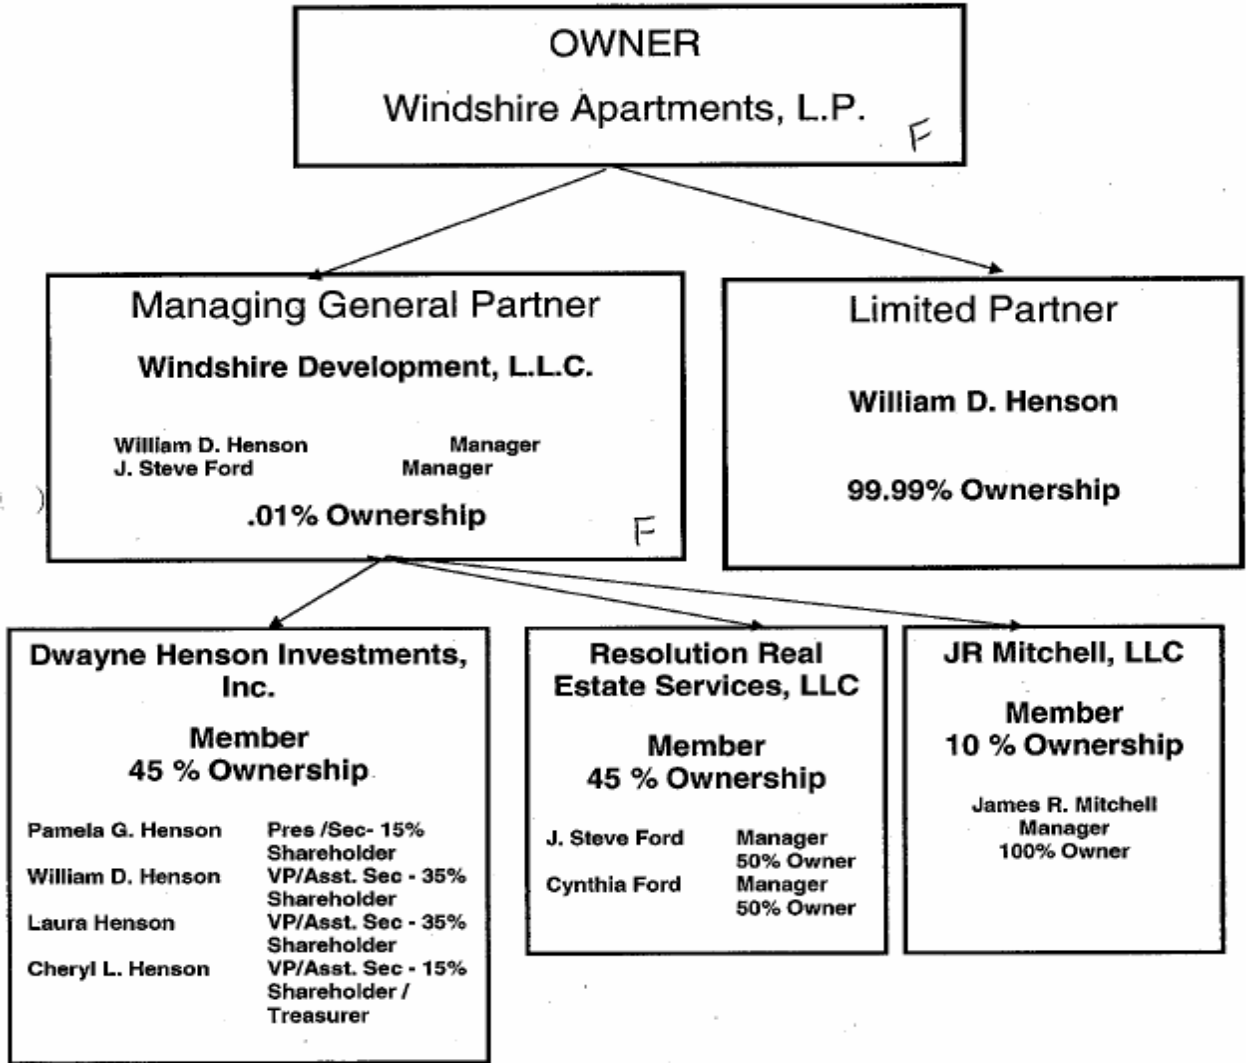 OWNER
Windshire Apartments, L.P.
F
Managing General Partner
Windshire Development, L.L.C.
William D. Henson Manager
J. Steve Ford Manager
.01% Ownership
F
Limited Partner
William D. Henson
99.99% Ownership
Dwayne Henson Investments,
Inc.
Member
45 % Ownership
Pamela G. Henson Pres /Sec- 15%
Shareholder
William D. Henson VP/Asst. Sec - 35%
Shareholder
Laura Henson VP/Asst. Sec - 35%
Shareholder
Cheryl L. Henson VP/Asst. Sec - 15%
Shareholder /
Treasurer
Resolution Real
Estate Services, LLC
Member
45 % Ownership
J. Steve Ford Manager
50% Owner
Cynthia Ford Manager
50% Owner
JR Mitchell, LLC
Member
10 % Ownership
James R. Mitchell
Manager
100% Owner